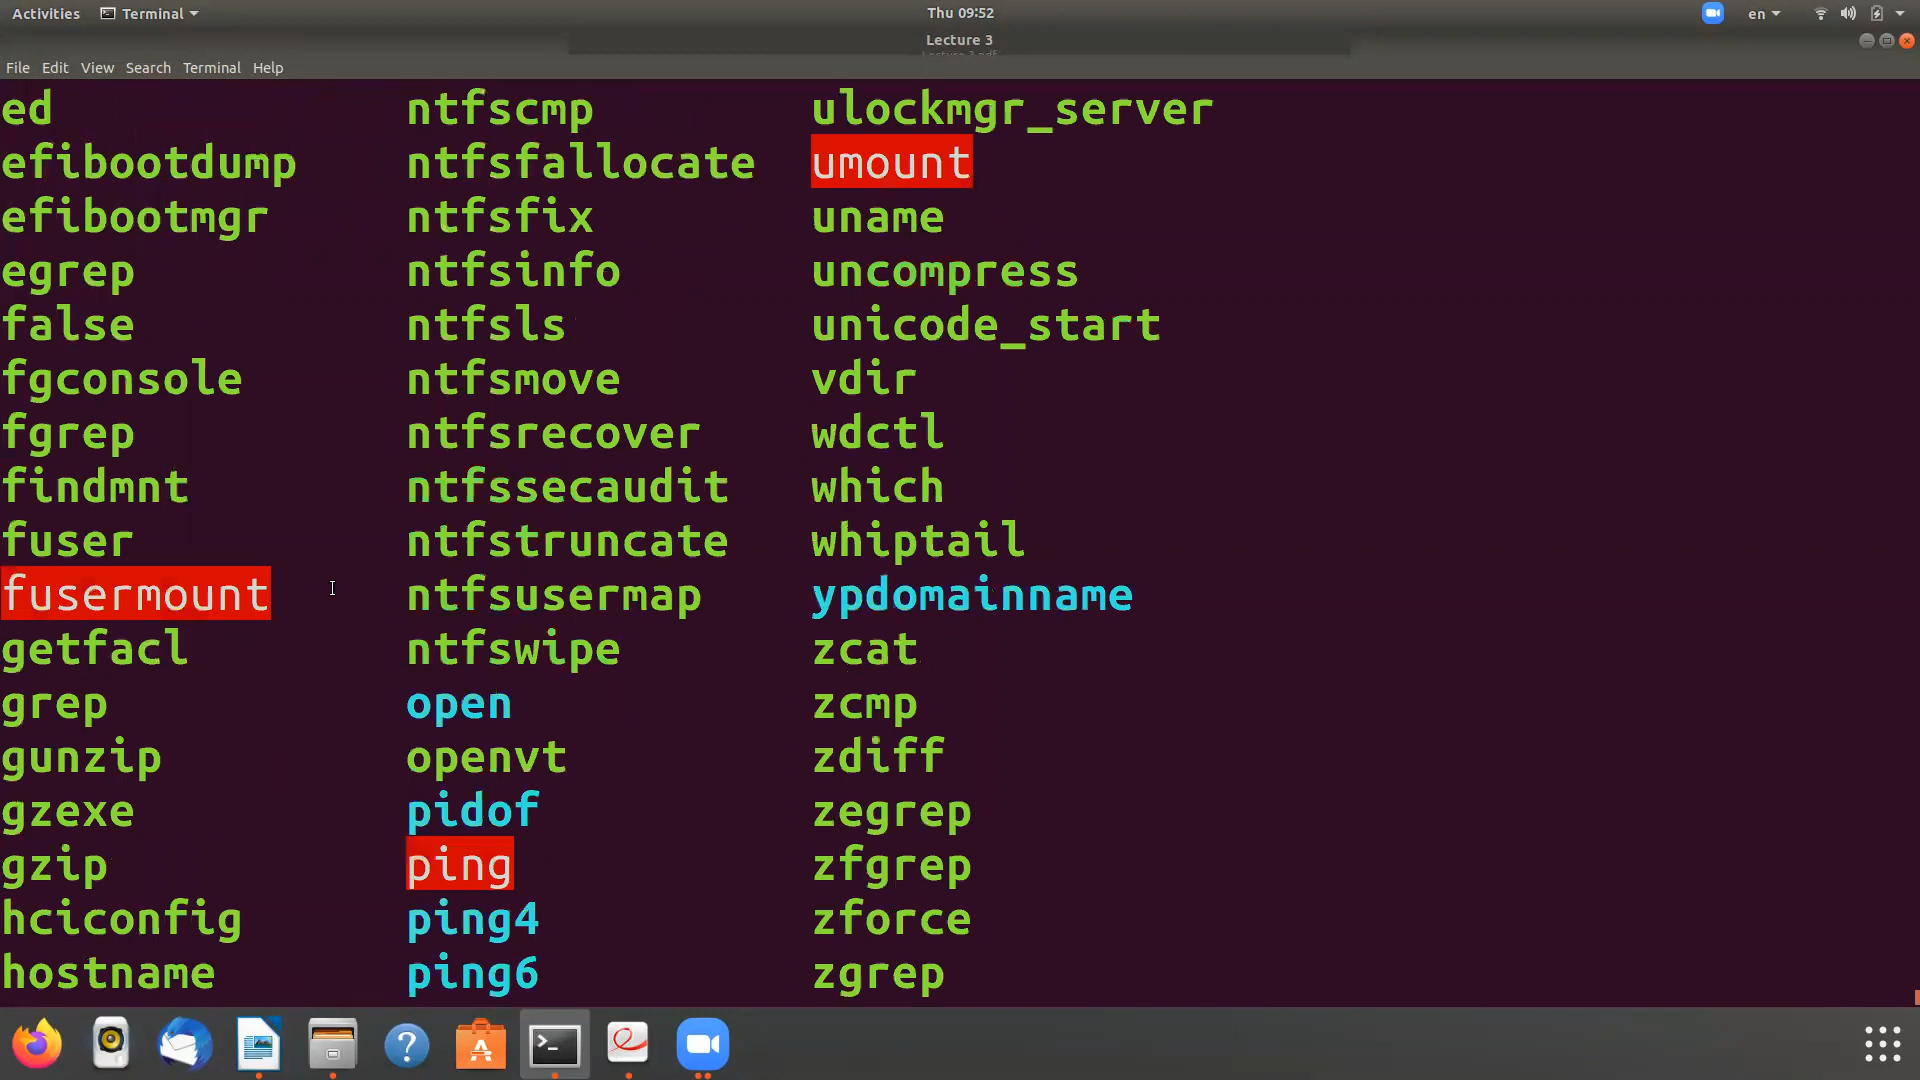 Activities Terminal Thu 09:52 en
Lecture 3
File Edit View Search Terminal Help
ed ntfscmp ulockmgr_server
efibootdump ntfsfallocate umount
efibootmgr ntfsfix uname
egrep ntfsinfo uncompress
false ntfsls unicode_start
fgconsole ntfsmove vdir
fgrep ntfsrecover wdctl
findmnt ntfssecaudit which
fuser ntfstruncate whiptail
fusermount ntfsusermap ypdomainname
getfacl ntfswipe zcat
grep open zcmp
gunzip openvt zdiff
gzexe pidof zegrep
gzip ping zfgrep
hciconfig ping4 zforce
hostname ping6 zgrep